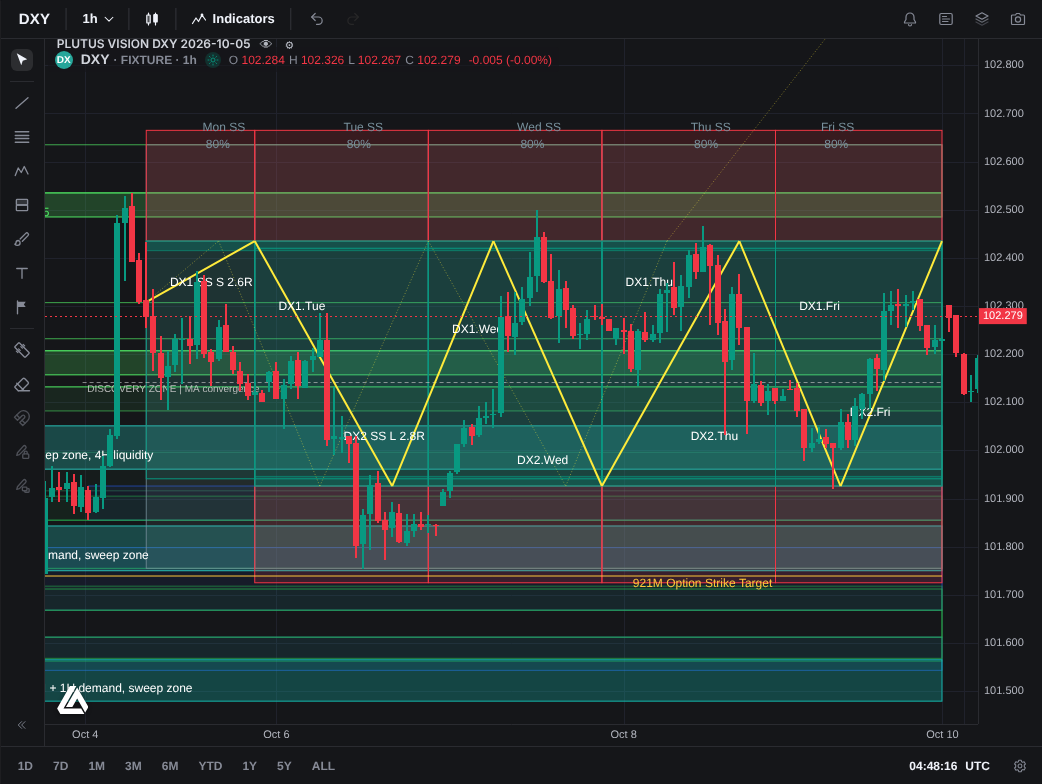 DXY 1h Indicators
PLUTUS VISION DXY 2026-10-05
DX DXY · FIXTURE · 1h O 102.284 H 102.326 L 102.267 C 102.279 -0.005 (-0.00%)
102.800
102.700
Mon SS Tue SS Wed SS Thu SS Fri SS
80% 80% 80% 80% 80%
102.600
102.500
102.400
DX1 SS S 2.6R DX1.Thu
DX1.Tue DX1.Fri 102.300
102.279
DX1.Wed
102.200
DISCOVERY ZONE | MA convergence
102.100
DX2.Fri
DX2 SS L 2.8R DX2.Thu
102.000
ep zone, 4H liquidity DX2.Wed
101.900
101.800
mand, sweep zone
921M Option Strike Target
101.700
101.600
+ 1H demand, sweep zone 101.500
Oct 4 Oct 6 Oct 8 Oct 10
1D 7D 1M 3M 6M YTD 1Y 5Y ALL 04:48:16 UTC